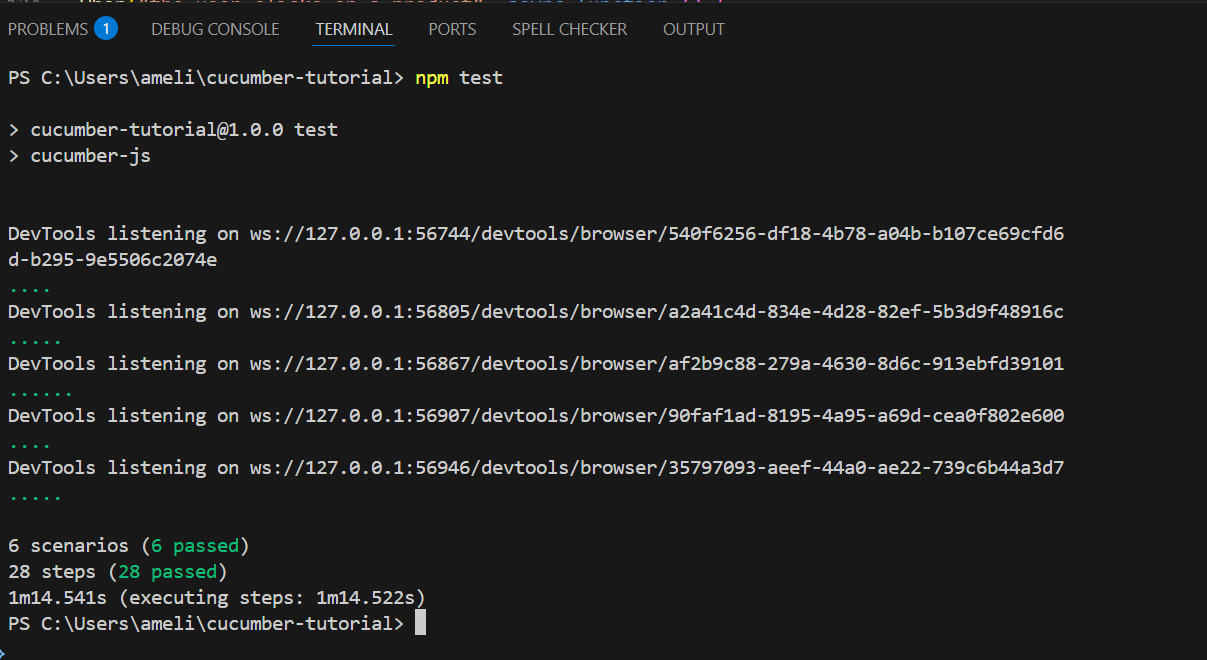 PROBLEMS 1 DEBUG CONSOLE TERMINAL PORTS SPELL CHECKER OUTPUT
PS C:\Users\ameli\cucumber-tutorial> npm test
> cucumber-tutorial@1.0.0 test
> cucumber-js
DevTools listening on ws://127.0.0.1:56744/devtools/browser/540f6256-df18-4b78-a04b-b107ce69cfd6
d-b295-9e5506c2074e
....
DevTools listening on ws://127.0.0.1:56805/devtools/browser/a2a41c4d-834e-4d28-82ef-5b3d9f48916c
.....
DevTools listening on ws://127.0.0.1:56867/devtools/browser/af2b9c88-279a-4630-8d6c-913ebfd39101
......
DevTools listening on ws://127.0.0.1:56907/devtools/browser/90faf1ad-8195-4a95-a69d-cea0f802e600
....
DevTools listening on ws://127.0.0.1:56946/devtools/browser/35797093-aeef-44a0-ae22-739c6b44a3d7
.....
6 scenarios (6 passed)
28 steps (28 passed)
1m14.541s (executing steps: 1m14.522s)
PS C:\Users\ameli\cucumber-tutorial>